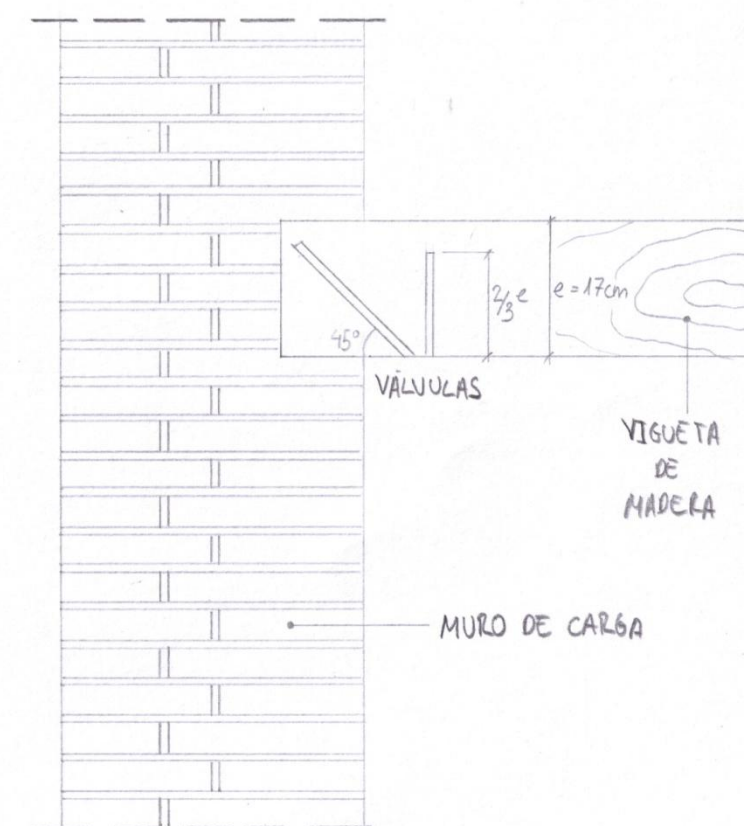 2/3 e
e = 17cm
45°
VÁLVULAS
VIGUETA
DE
MADERA
MURO DE CARGA